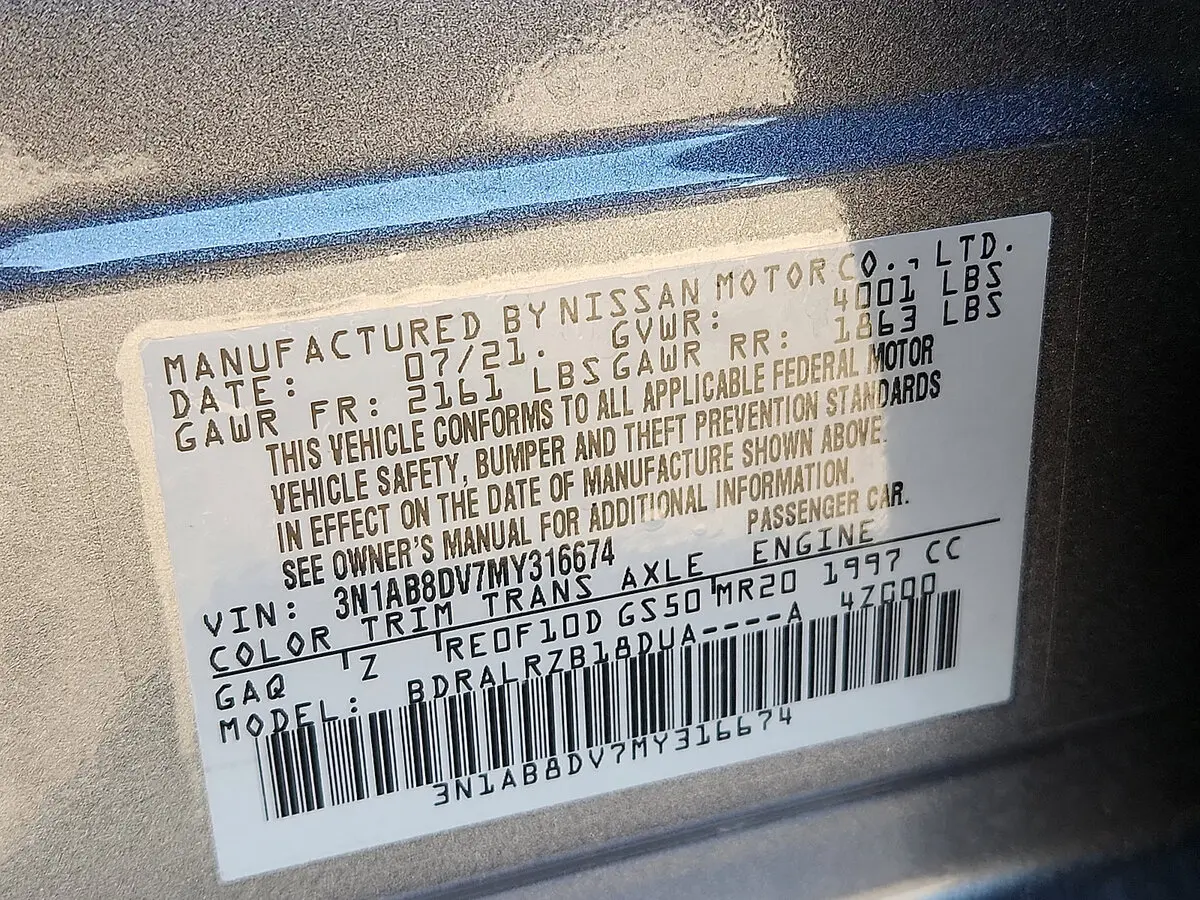 MANUFACTURED BY NISSAN MOTOR CO., LTD.
DATE: 07/21. GVWR: 4001 LBS
GAWR FR: 2161 LBS GAWR RR: 1863 LBS
THIS VEHICLE CONFORMS TO ALL APPLICABLE FEDERAL MOTOR
VEHICLE SAFETY, BUMPER AND THEFT PREVENTION STANDARDS
IN EFFECT ON THE DATE OF MANUFACTURE SHOWN ABOVE.
SEE OWNER'S MANUAL FOR ADDITIONAL INFORMATION.
VIN: 3N1AB8DV7MY316674 PASSENGER CAR.
COLOR TRIM TRANS AXLE ENGINE
GAQ Z RE0F10D GS50 MR20 1997 CC
MODEL: BDRALRZB18DUA----A 4ZC00
3N1AB8DV7MY316674